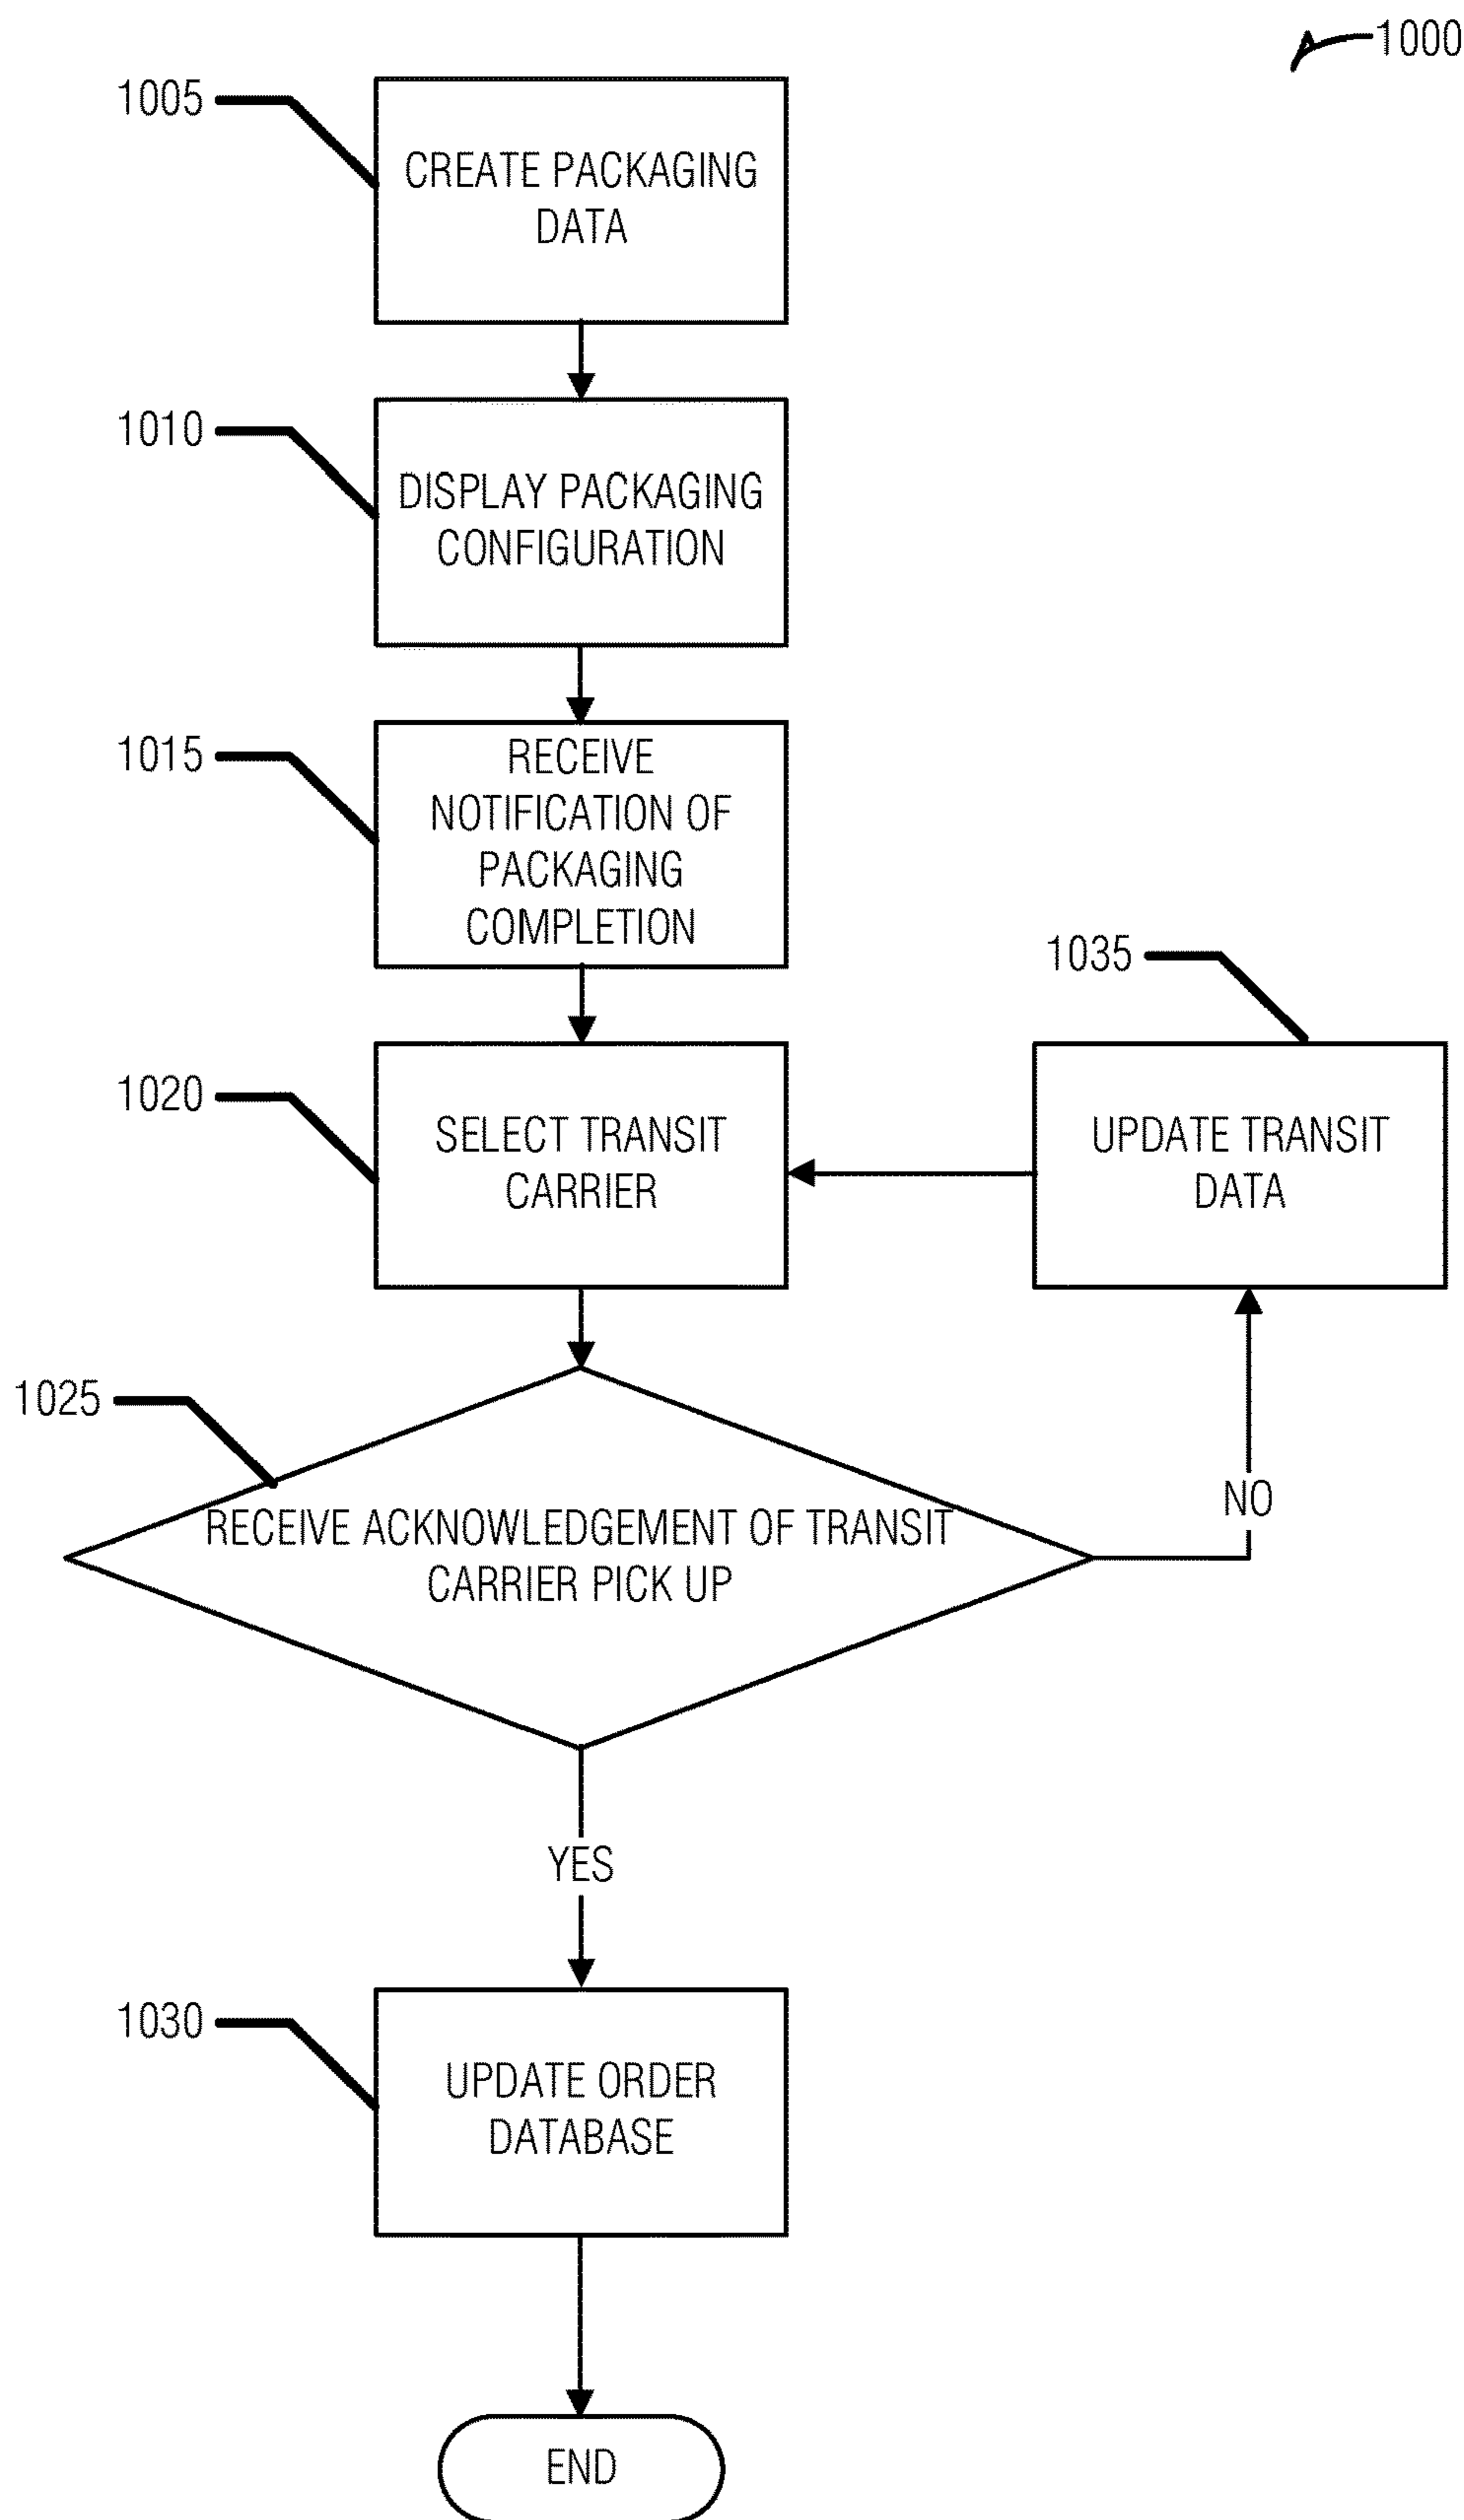 1000
1005
CREATE PACKAGING
DATA
1010
DISPLAY PACKAGING
CONFIGURATION
1015
RECEIVE
NOTIFICATION OF
PACKAGING
COMPLETION
1035
1020
SELECT TRANSIT
CARRIER
UPDATE TRANSIT
DATA
1025
RECEIVE ACKNOWLEDGEMENT OF TRANSIT
CARRIER PICK UP
NO
YES
1030
UPDATE ORDER
DATABASE
END